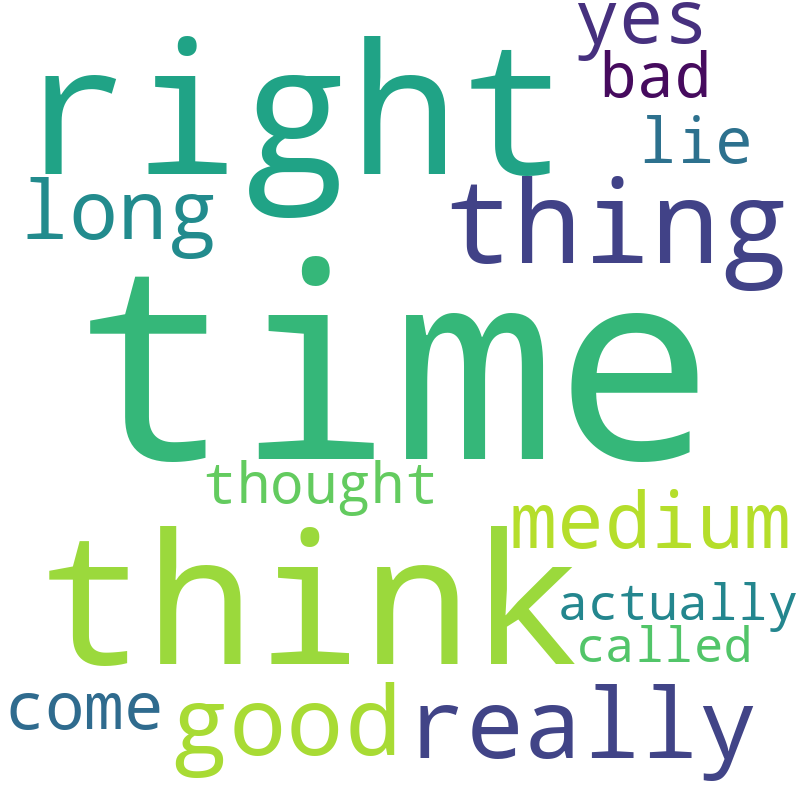 yes
right
bad
lie
long
thing
time
thought
medium
think
actually
called
come
good
really